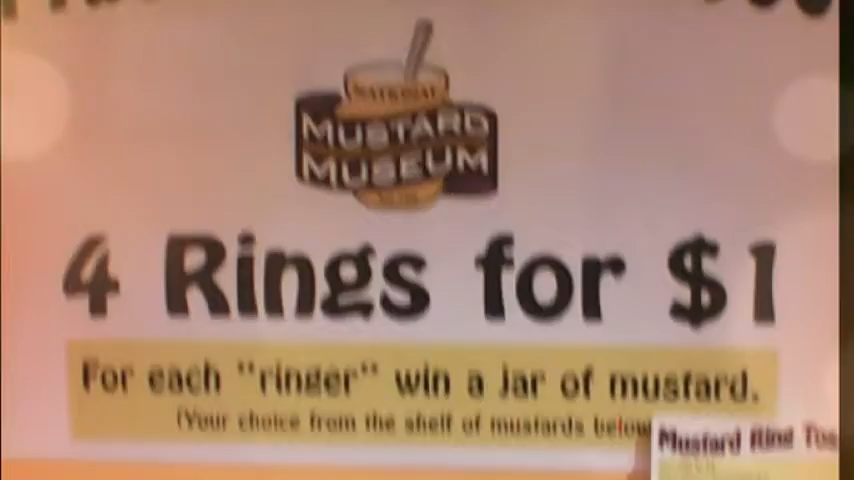 NATIONAL
MUSTARD
MUSEUM
4 Rings for $1
For each "ringer" win a jar of mustard.
(Your choice from the shelf of mustards below
Mustard Ring Tos